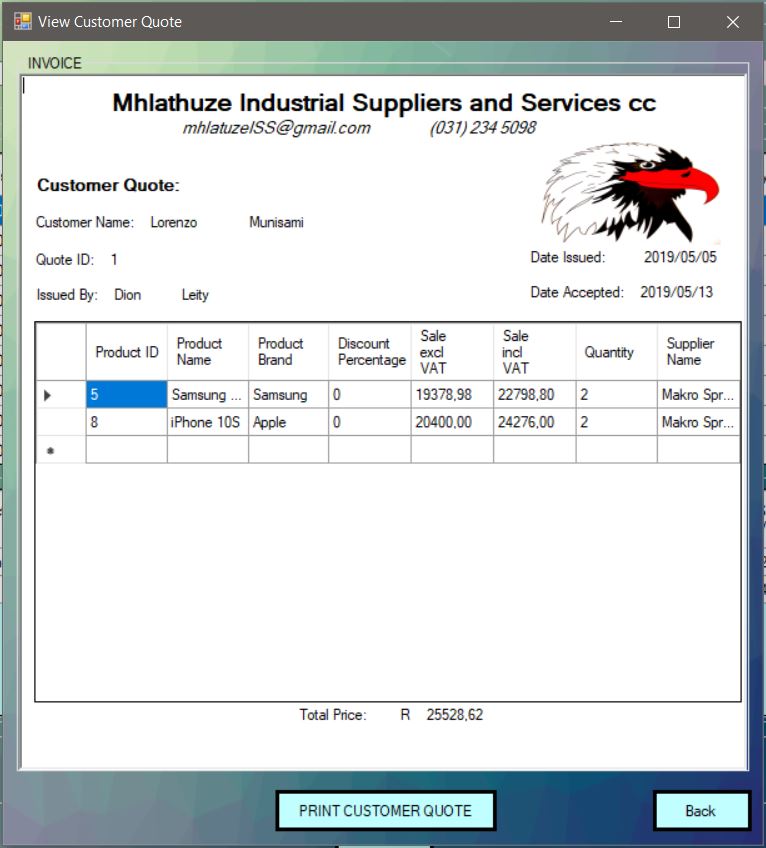 View Customer Quote
INVOICE
Mhlathuze Industrial Suppliers and Services cc
mhlatuzeISS@gmail.com (031) 234 5098
Customer Quote:
Customer Name: Lorenzo Munisami
Quote ID: 1
Date Issued: 2019/05/05
Issued By: Dion Leity
Date Accepted: 2019/05/13
Product ID Product Name Product Brand Discount Percentage Sale excl VAT Sale incl VAT Quantity Supplier Name
5 Samsung ... Samsung 0 19378,98 22798,80 2 Makro Spr...
8 iPhone 10S Apple 0 20400,00 24276,00 2 Makro Spr...
Total Price: R 25528,62
PRINT CUSTOMER QUOTE Back